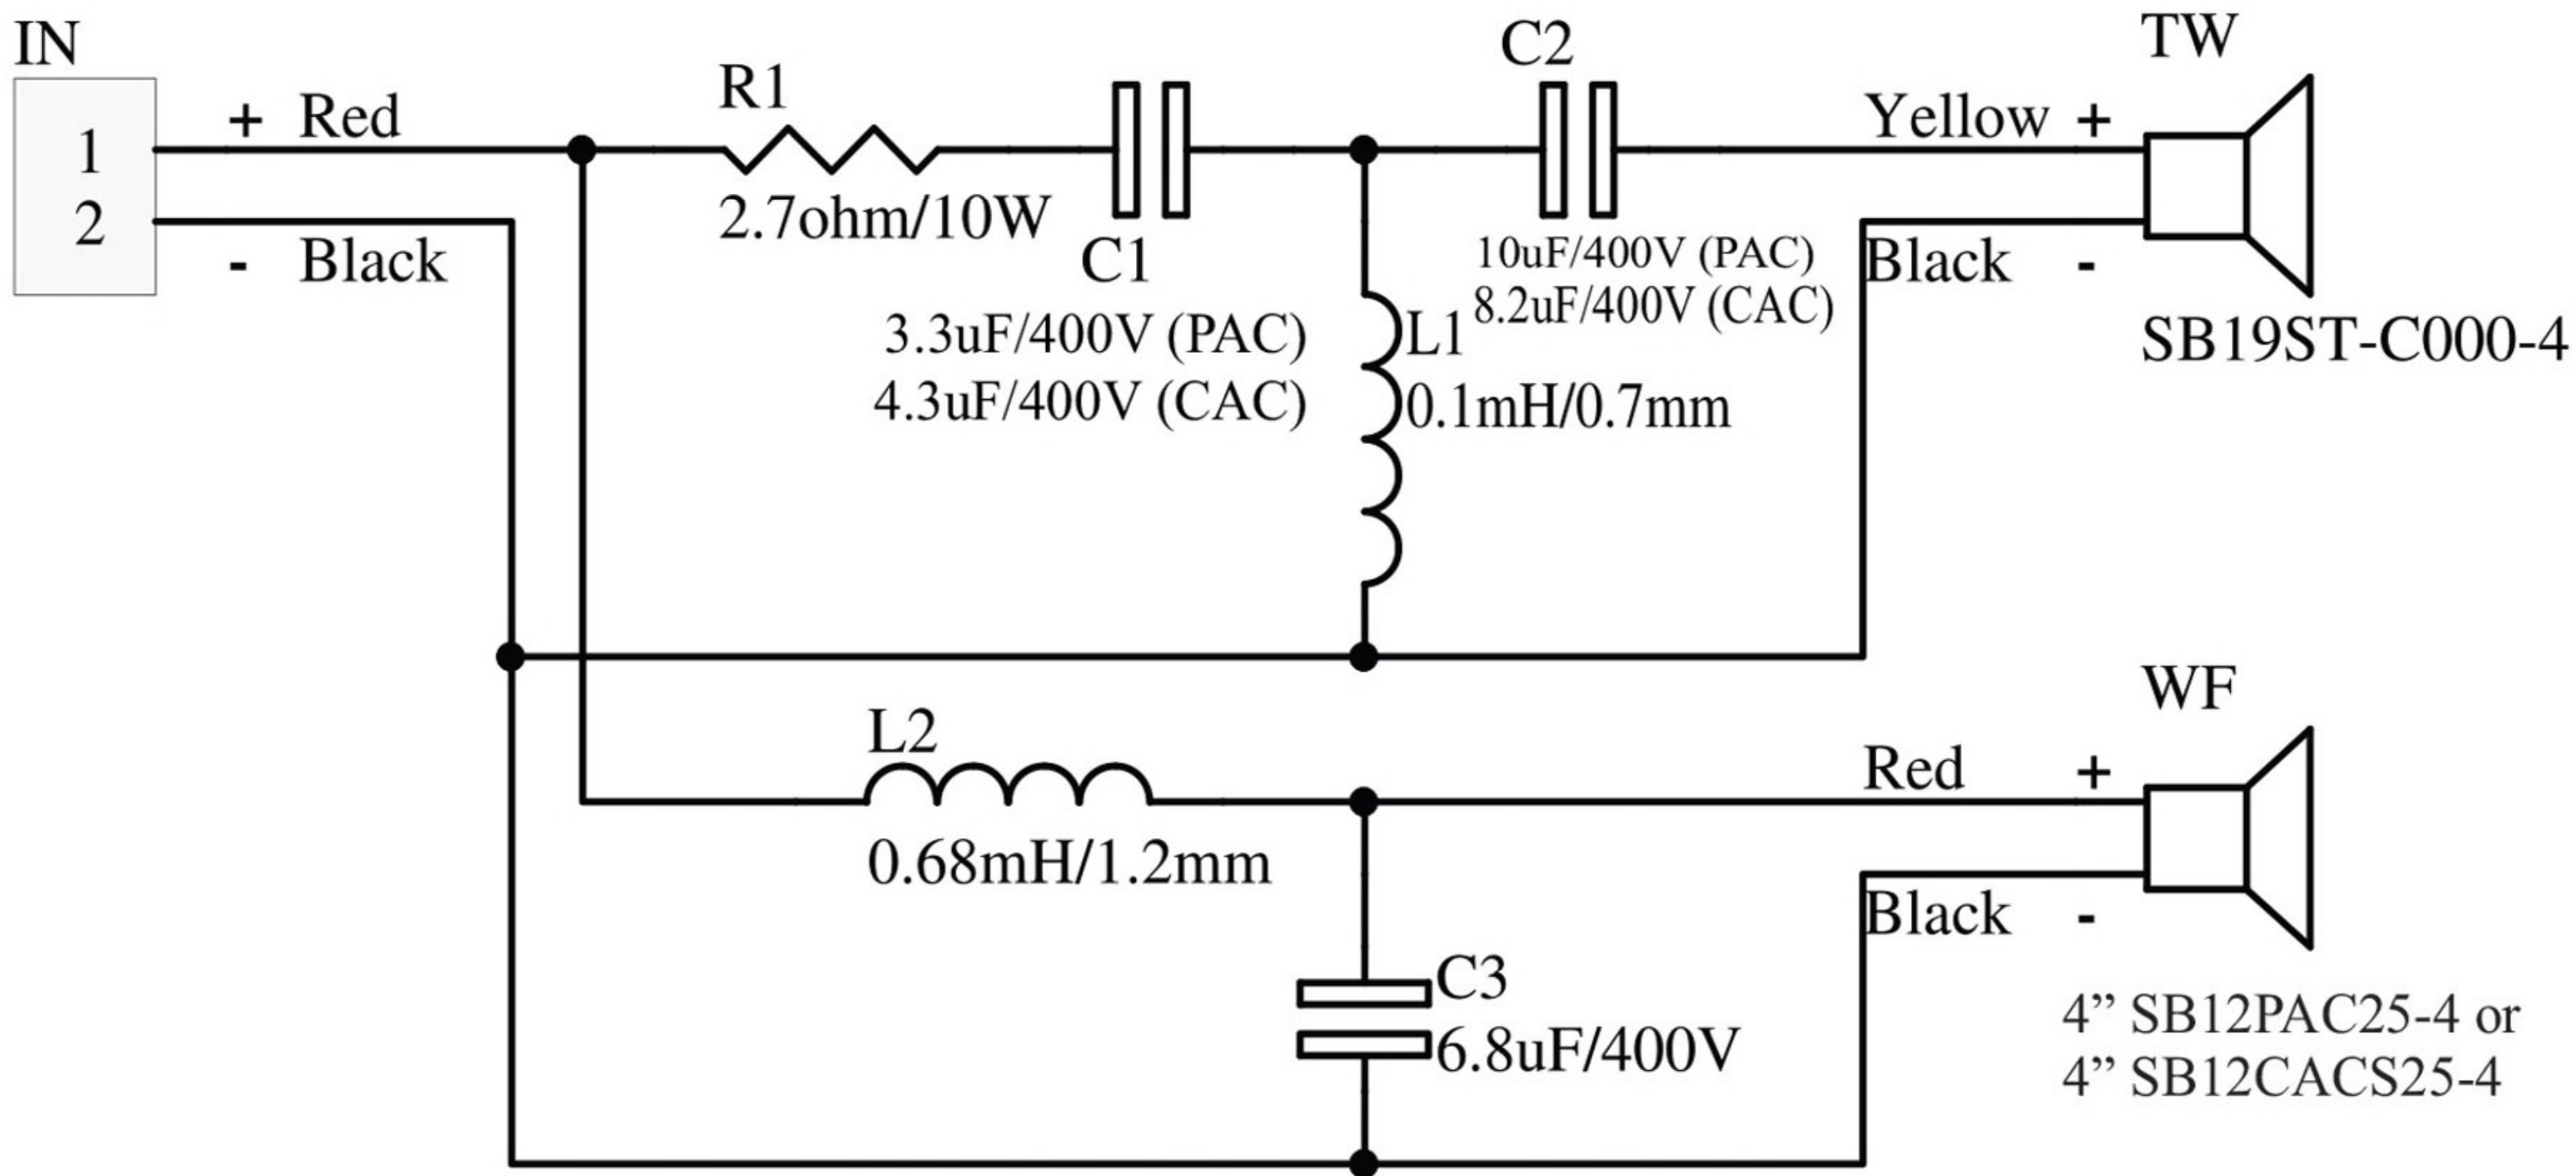 IN
1
2
+ Red
- Black
R1
2.7ohm/10W
C1
3.3uF/400V (PAC)
4.3uF/400V (CAC)
C2
10uF/400V (PAC)
8.2uF/400V (CAC)
L1
0.1mH/0.7mm
TW
Yellow +
Black -
SB19ST-C000-4
L2
0.68mH/1.2mm
C3
6.8uF/400V
WF
Red +
Black -
4” SB12PAC25-4 or
4” SB12CACS25-4